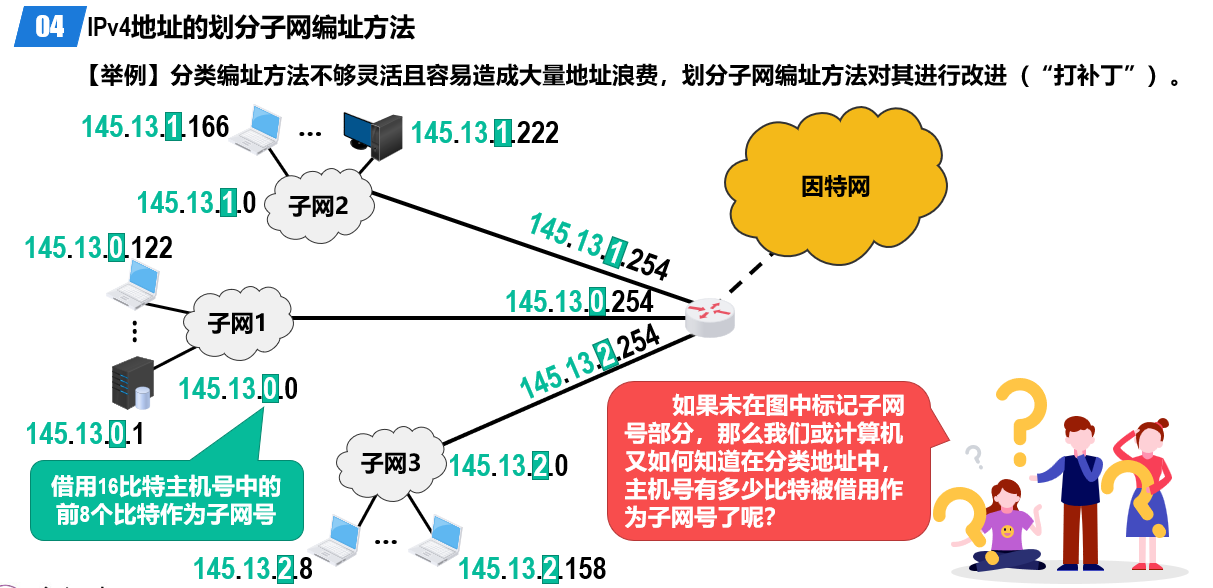 04 IPv4地址的划分子网编址方法
【举例】分类编址方法不够灵活且容易造成大量地址浪费，划分子网编址方法对其进行改进（“打补丁”）。
145.13.1.166
...
145.13.1.222
145.13.1.0
子网2
因特网
145.13.1.254
145.13.0.122
子网1
145.13.0.254
145.13.2.254
145.13.0.0
145.13.0.1
借用16比特主机号中的
前8个比特作为子网号
子网3
145.13.2.0
...
145.13.2.8
145.13.2.158
如果未在图中标记子网
号部分，那么我们或计算机
又如何知道在分类地址中，
主机号有多少比特被借用作
为子网号了呢？